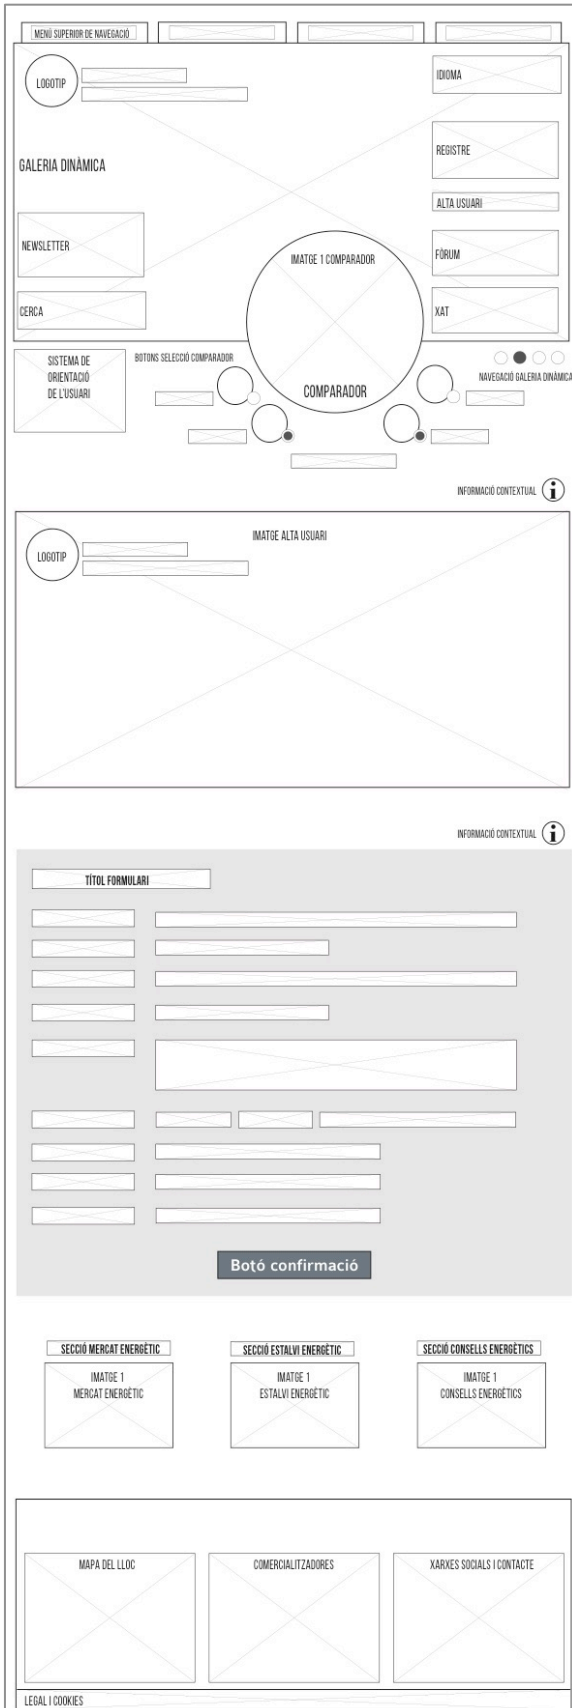 MENÚ SUPERIOR DE NAVEGACIÓ
LOGOTIP
IDIOMA
REGISTRE
GALERIA DINÀMICA
ALTA USUARI
NEWSLETTER
FÒRUM
IMATGE 1 COMPARADOR
CERCA
XAT
SISTEMA DE
ORIENTACIÓ
DE L'USUARI
BOTONS SELECCIÓ COMPARADOR
COMPARADOR
NAVEGACIÓ GALERIA DINÀMICA
INFORMACIÓ CONTEXTUAL i
IMATGE ALTA USUARI
LOGOTIP
INFORMACIÓ CONTEXTUAL i
TÍTOL FORMULARI
Botó confirmació
SECCIÓ MERCAT ENERGÈTIC
SECCIÓ ESTALVI ENERGÈTIC
SECCIÓ CONSELLS ENERGÈTICS
IMATGE 1
MERCAT ENERGÈTIC
IMATGE 1
ESTALVI ENERGÈTIC
IMATGE 1
CONSELLS ENERGÈTICS
MAPA DEL LLOC
COMERCIALITZADORES
XARXES SOCIALS I CONTACTE
LEGAL I COOKIES